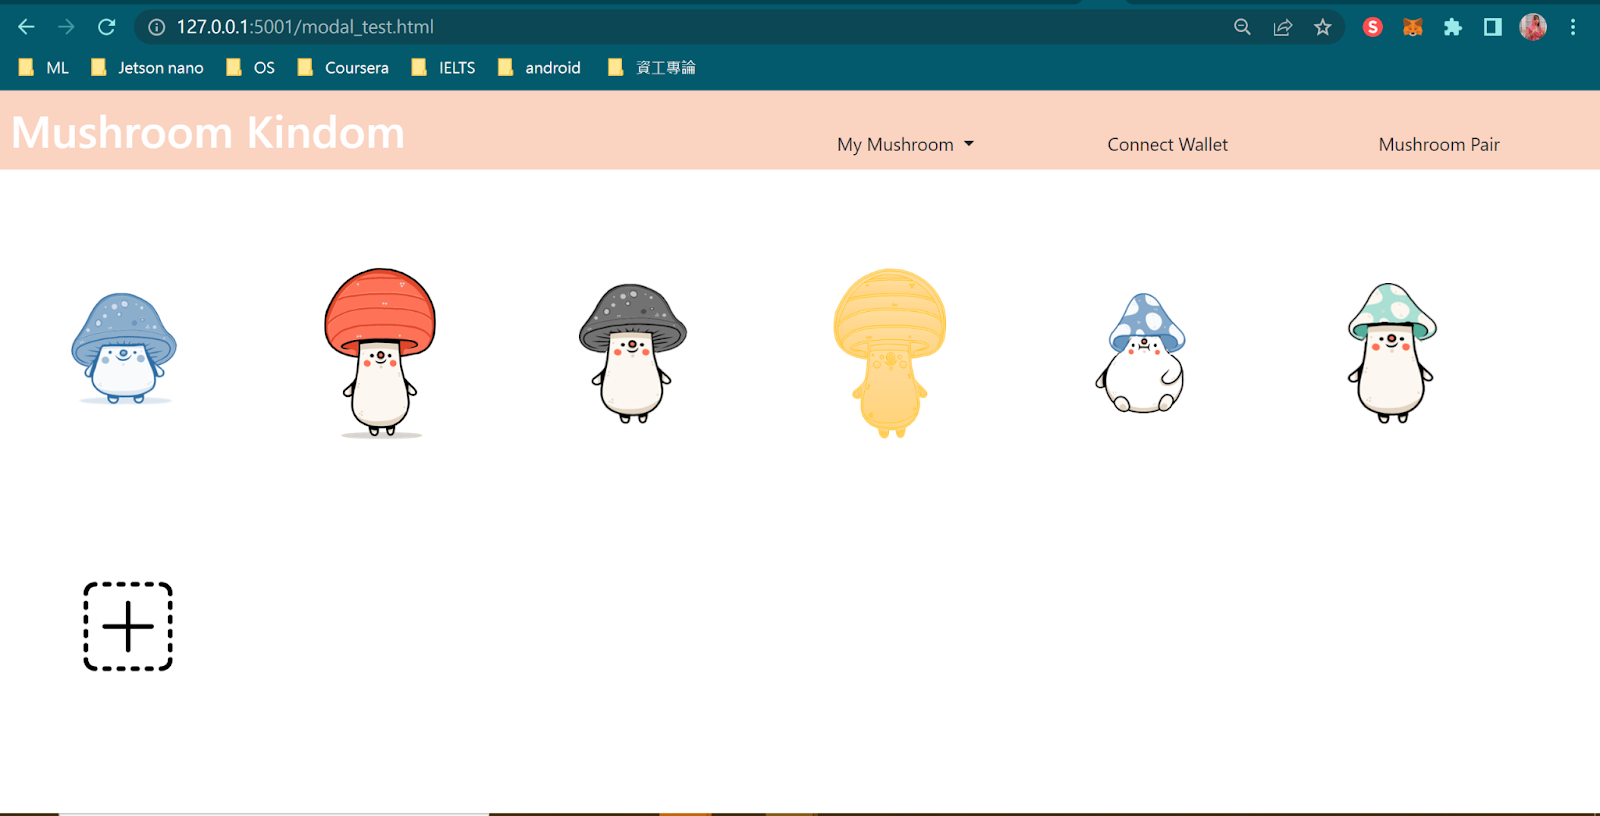 127.0.0.1:5001/modal_test.html
S
ML Jetson nano OS Coursera IELTS android 資工專論
Mushroom Kindom
My Mushroom Connect Wallet Mushroom Pair